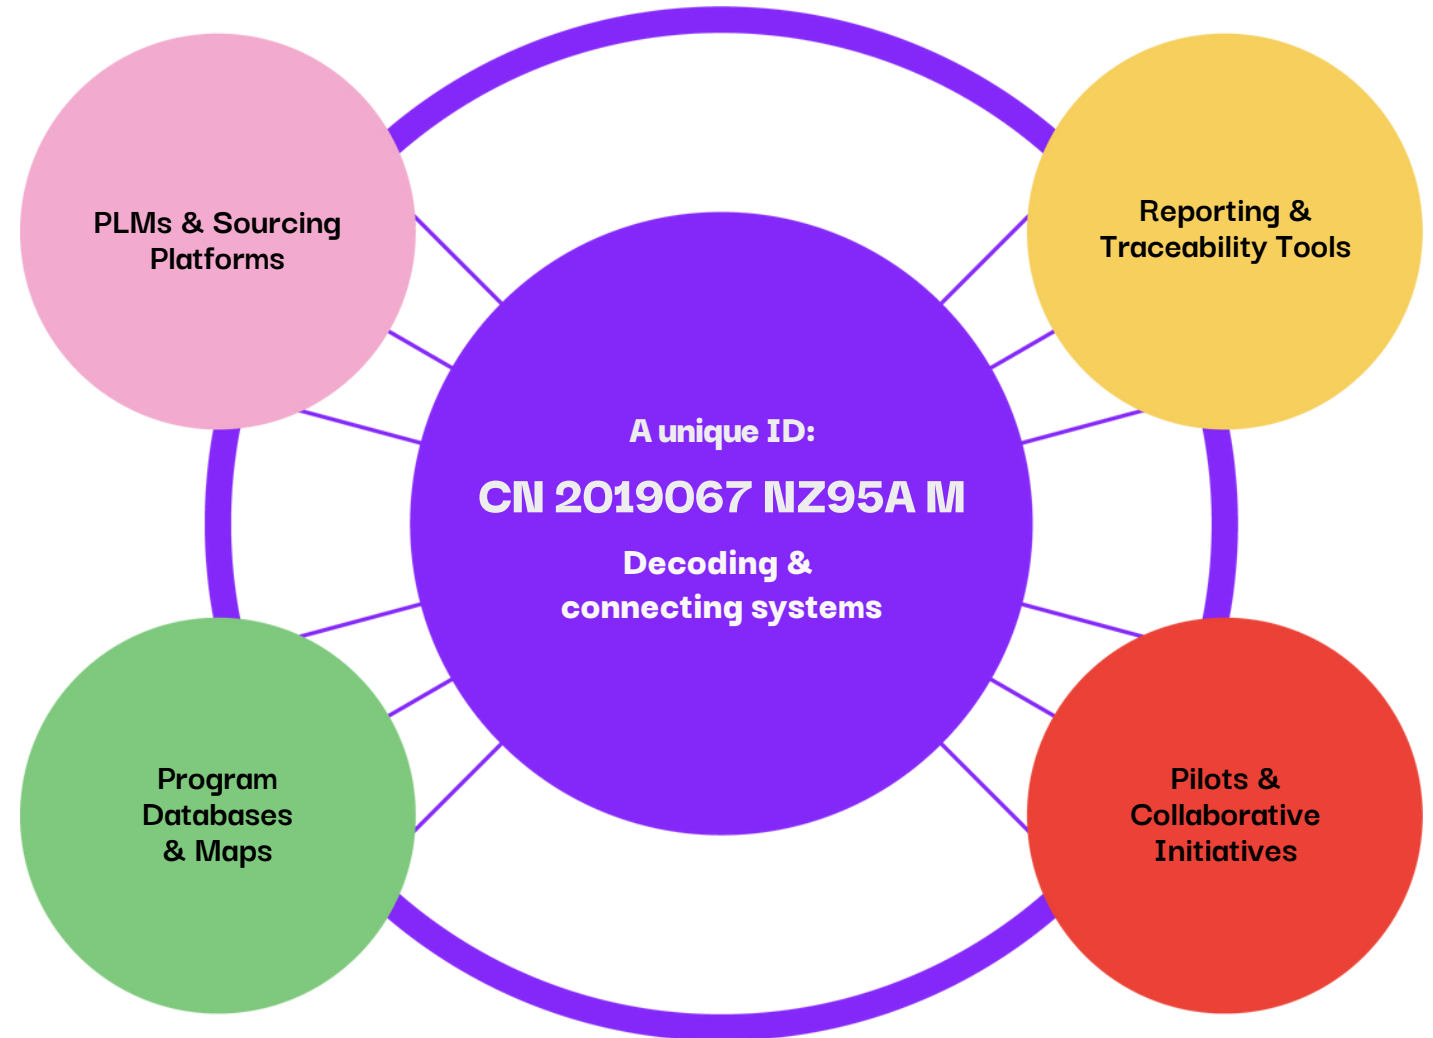 PLMs & Sourcing
Platforms
Reporting &
Traceability Tools
A unique ID:
CN 2019067 NZ95A M
Decoding &
connecting systems
Program
Databases
& Maps
Pilots &
Collaborative
Initiatives